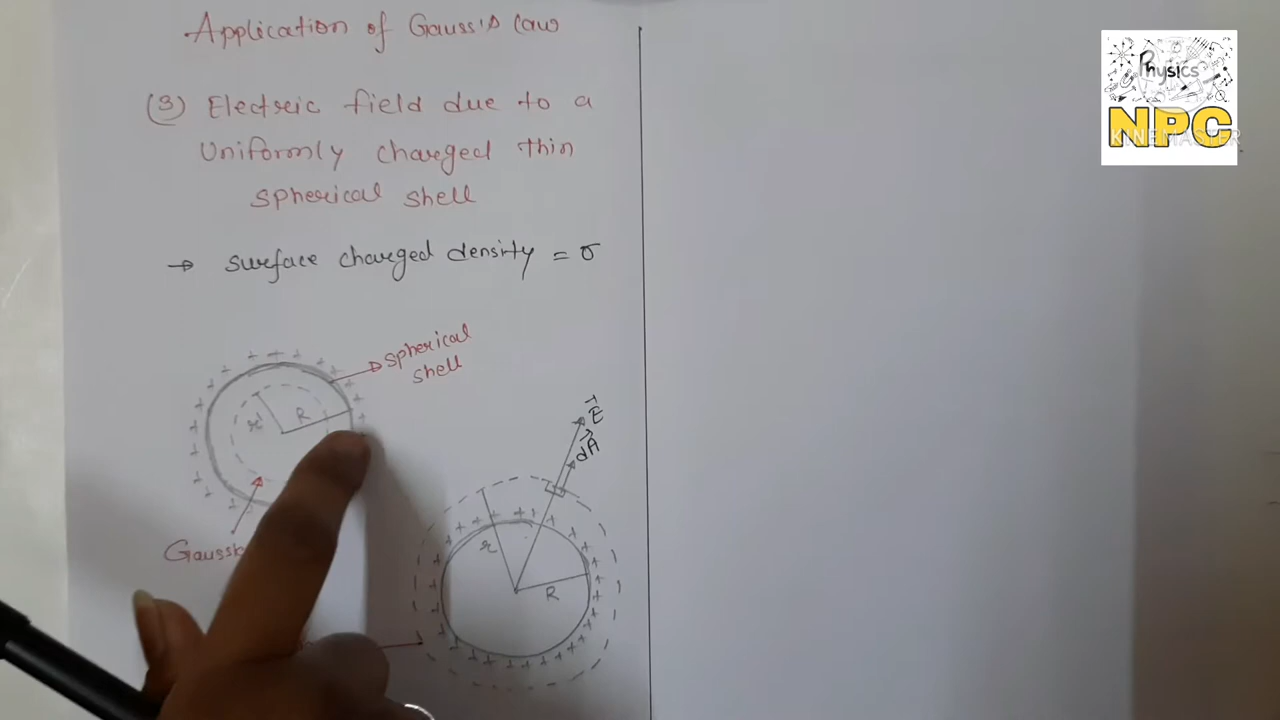 Application of Gauss's law
(3) Electric field due to a
Uniformly charged thin
spherical shell
→ surface charged density = σ
spherical
shell
r
R
E
dA
r
R
Physics
NPC
KINEMASTER